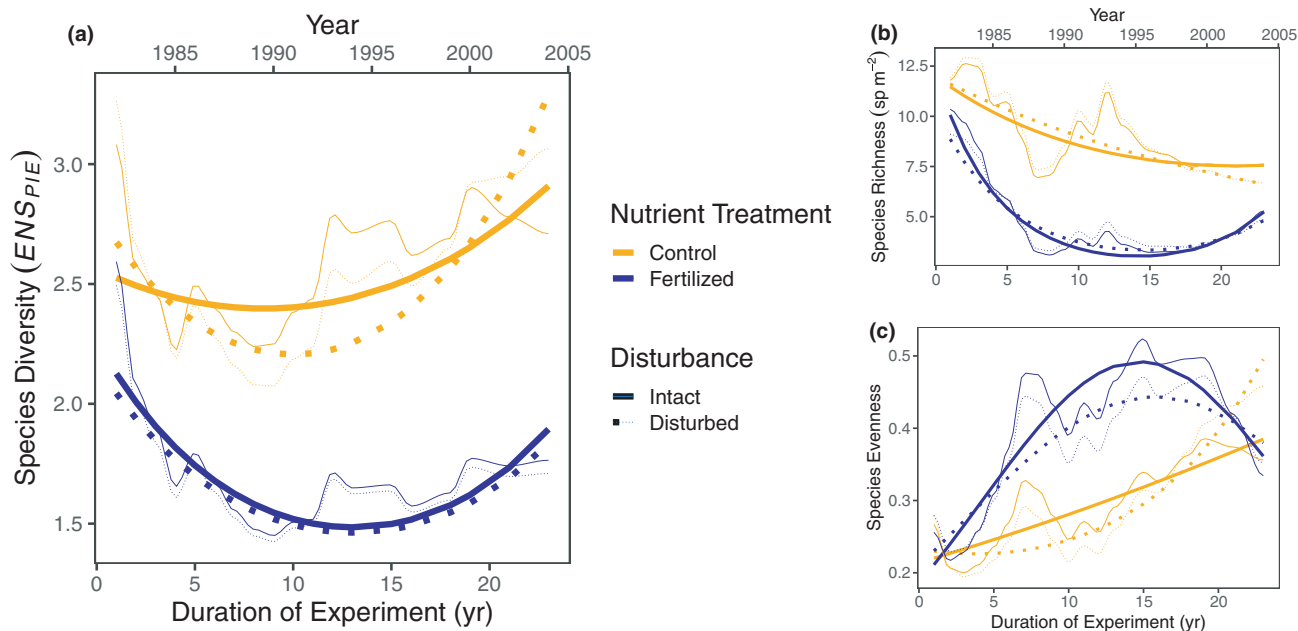 (a)
Year
1985 1990 1995 2000 2005
Species Diversity (ENS_PIE)
3.0
2.5
2.0
1.5
0 5 10 15 20
Duration of Experiment (yr)
Nutrient Treatment
Control
Fertilized
Disturbance
Intact
Disturbed
(b)
Year
1985 1990 1995 2000 2005
Species Richness (sp m⁻²)
12.5
10.0
7.5
5.0
0 5 10 15 20
(c)
Species Evenness
0.5
0.4
0.3
0.2
0 5 10 15 20
Duration of Experiment (yr)